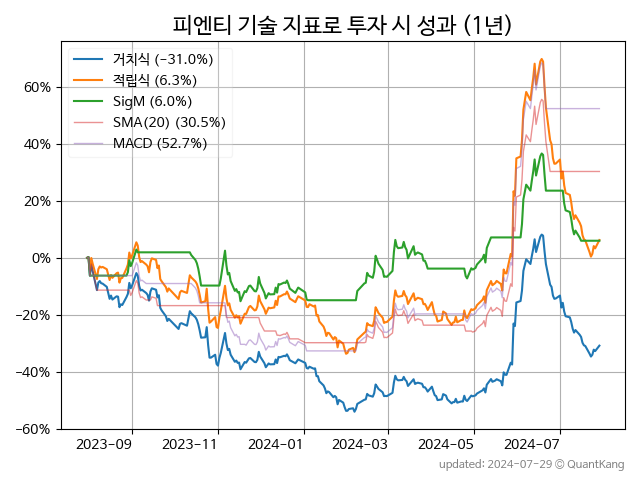 피엔티 기술 지표로 투자 시 성과 (1년)
거치식 (-31.0%)
적립식 (6.3%)
SigM (6.0%)
SMA(20) (30.5%)
MACD (52.7%)
60%
40%
20%
0%
−20%
−40%
−60%
2023-09 2023-11 2024-01 2024-03 2024-05 2024-07
updated: 2024-07-29 © QuantKang